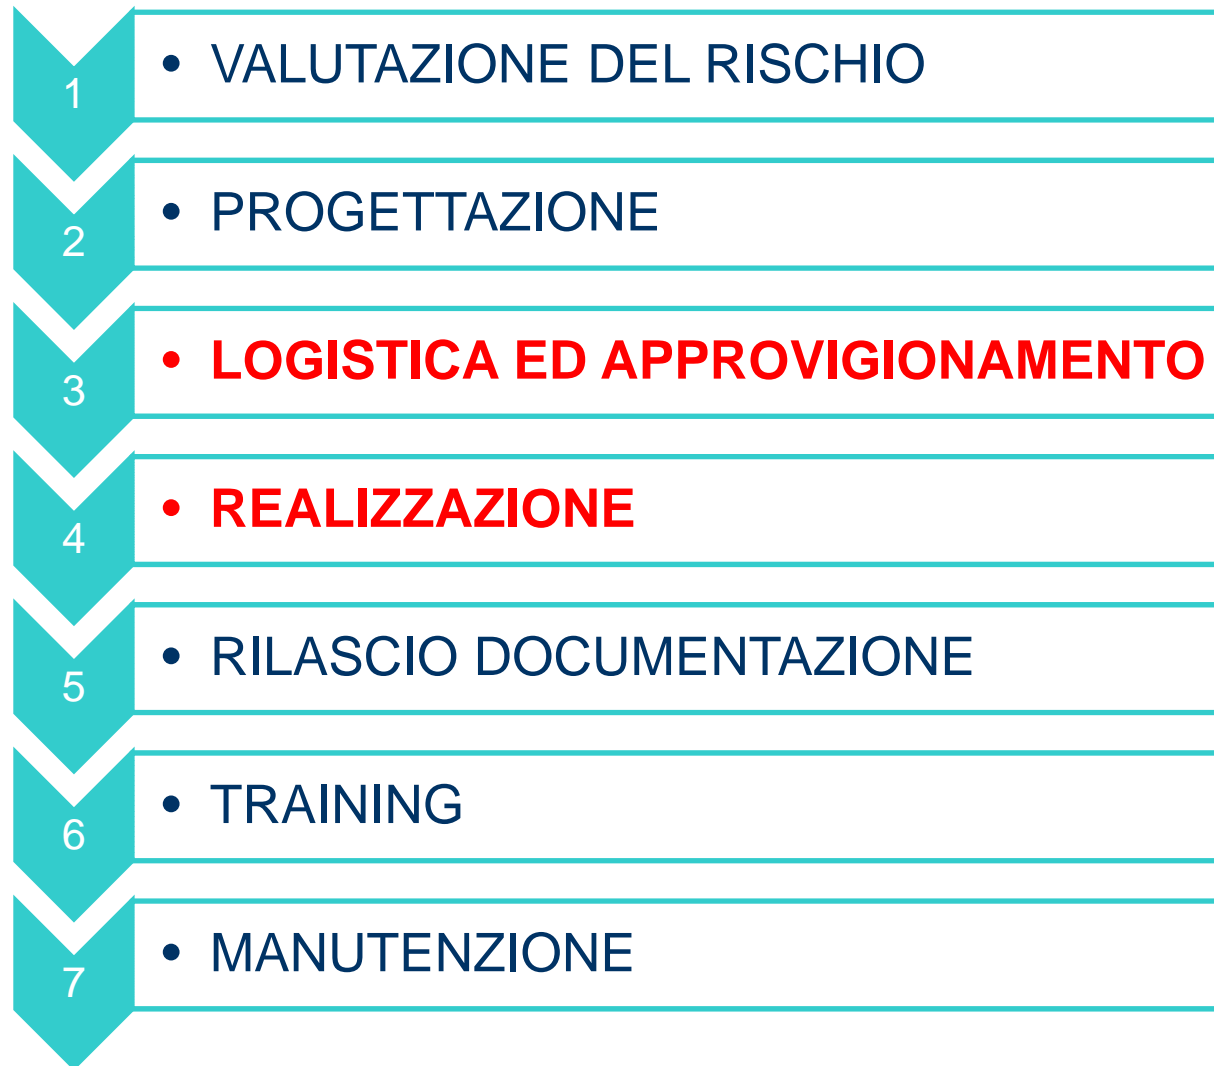 1
• VALUTAZIONE DEL RISCHIO
2
• PROGETTAZIONE
3
• LOGISTICA ED APPROVIGIONAMENTO
4
• REALIZZAZIONE
5
• RILASCIO DOCUMENTAZIONE
6
• TRAINING
7
• MANUTENZIONE